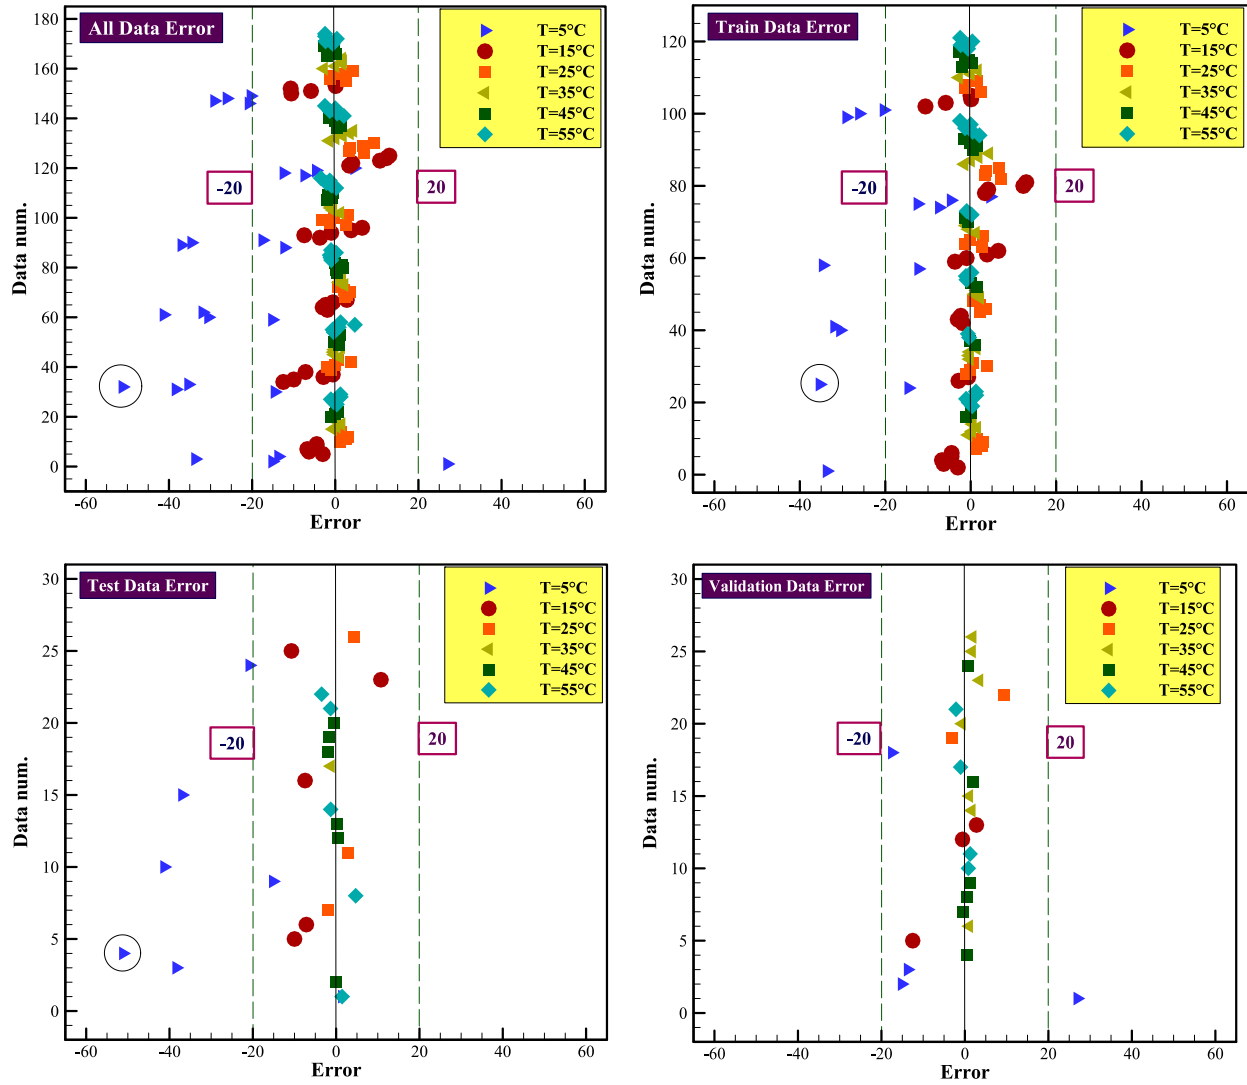 All Data Error
T=5°C
T=15°C
T=25°C
T=35°C
T=45°C
T=55°C
-20
20
Data num.
180
160
140
120
100
80
60
40
20
0
-60 -40 -20 0 20 40 60
Error
Train Data Error
T=5°C
T=15°C
T=25°C
T=35°C
T=45°C
T=55°C
-20
20
Data num.
120
100
80
60
40
20
0
-60 -40 -20 0 20 40 60
Error
Test Data Error
T=5°C
T=15°C
T=25°C
T=35°C
T=45°C
T=55°C
-20
20
Data num.
30
25
20
15
10
5
0
-60 -40 -20 0 20 40 60
Error
Validation Data Error
T=5°C
T=15°C
T=25°C
T=35°C
T=45°C
T=55°C
-20
20
Data num.
30
25
20
15
10
5
0
-60 -40 -20 0 20 40 60
Error